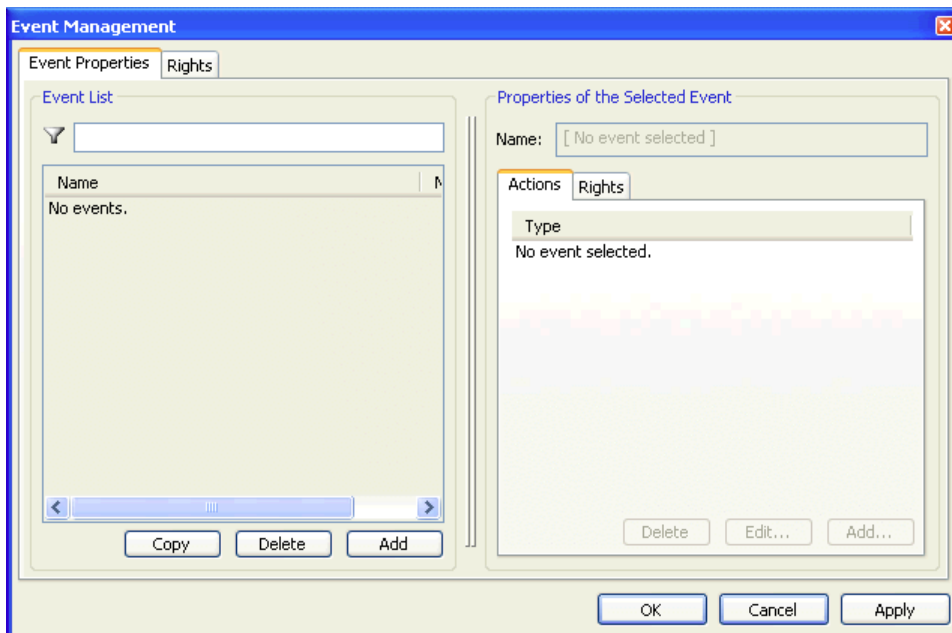 Event Management
Event Properties Rights
Event List
Name
No events.
Copy Delete Add
Properties of the Selected Event
Name: [ No event selected ]
Actions Rights
Type
No event selected.
Delete Edit... Add...
OK Cancel Apply